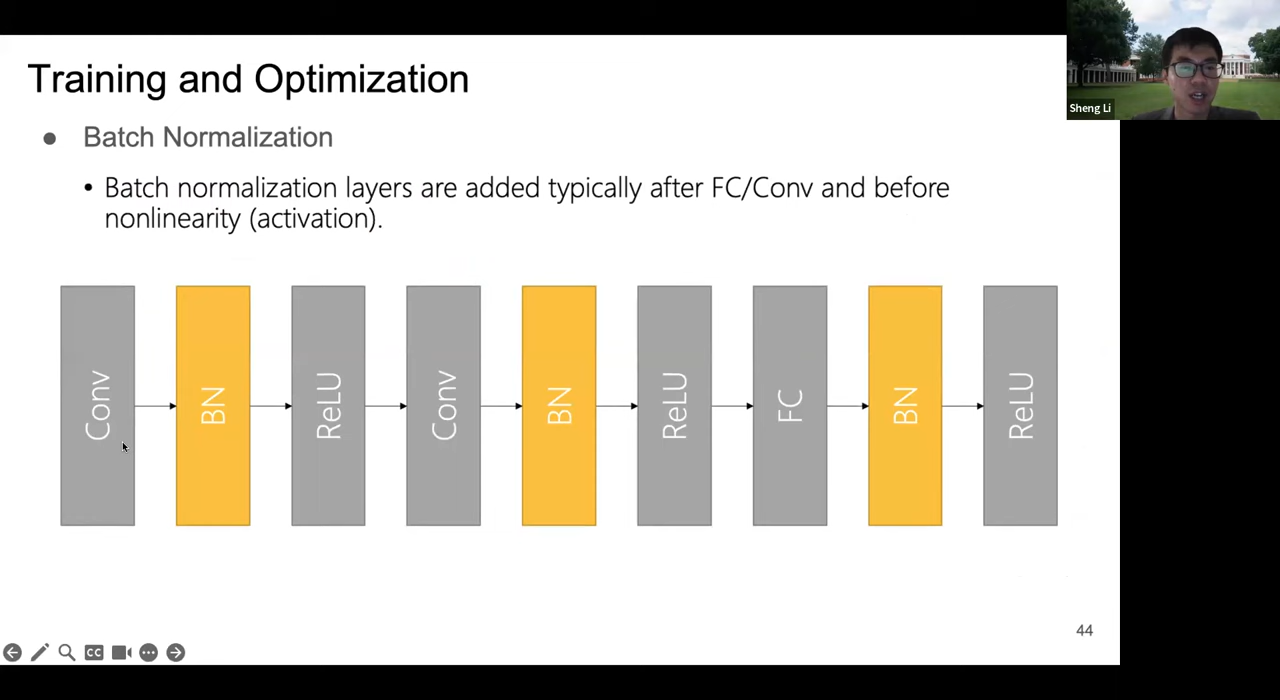 Training and Optimization
Sheng Li
● Batch Normalization
• Batch normalization layers are added typically after FC/Conv and before
nonlinearity (activation).
Conv
BN
ReLU
Conv
BN
ReLU
FC
BN
ReLU
44
CC